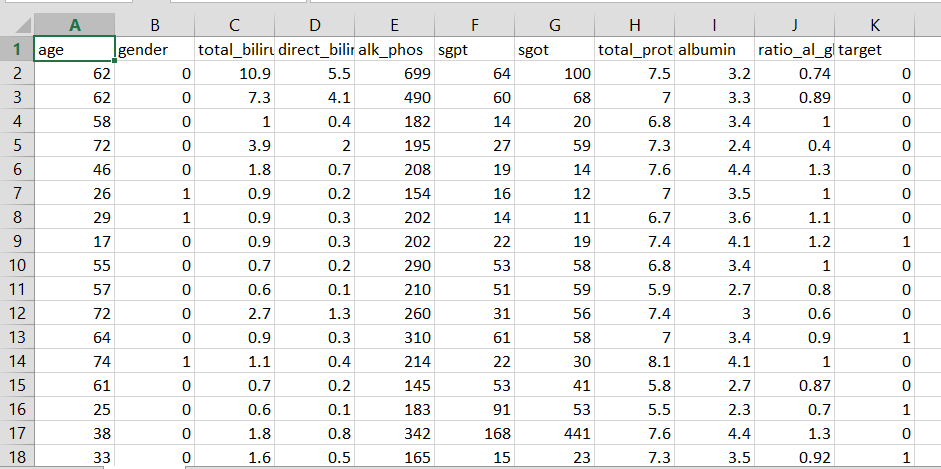 A B C D E F G H I J K
1 age gender total_biliru direct_bilir alk_phos sgpt sgot total_prot albumin ratio_al_gl target
2 62 0 10.9 5.5 699 64 100 7.5 3.2 0.74 0
3 62 0 7.3 4.1 490 60 68 7 3.3 0.89 0
4 58 0 1 0.4 182 14 20 6.8 3.4 1 0
5 72 0 3.9 2 195 27 59 7.3 2.4 0.4 0
6 46 0 1.8 0.7 208 19 14 7.6 4.4 1.3 0
7 26 1 0.9 0.2 154 16 12 7 3.5 1 0
8 29 1 0.9 0.3 202 14 11 6.7 3.6 1.1 0
9 17 0 0.9 0.3 202 22 19 7.4 4.1 1.2 1
10 55 0 0.7 0.2 290 53 58 6.8 3.4 1 0
11 57 0 0.6 0.1 210 51 59 5.9 2.7 0.8 0
12 72 0 2.7 1.3 260 31 56 7.4 3 0.6 0
13 64 0 0.9 0.3 310 61 58 7 3.4 0.9 1
14 74 1 1.1 0.4 214 22 30 8.1 4.1 1 0
15 61 0 0.7 0.2 145 53 41 5.8 2.7 0.87 0
16 25 0 0.6 0.1 183 91 53 5.5 2.3 0.7 1
17 38 0 1.8 0.8 342 168 441 7.6 4.4 1.3 0
18 33 0 1.6 0.5 165 15 23 7.3 3.5 0.92 1